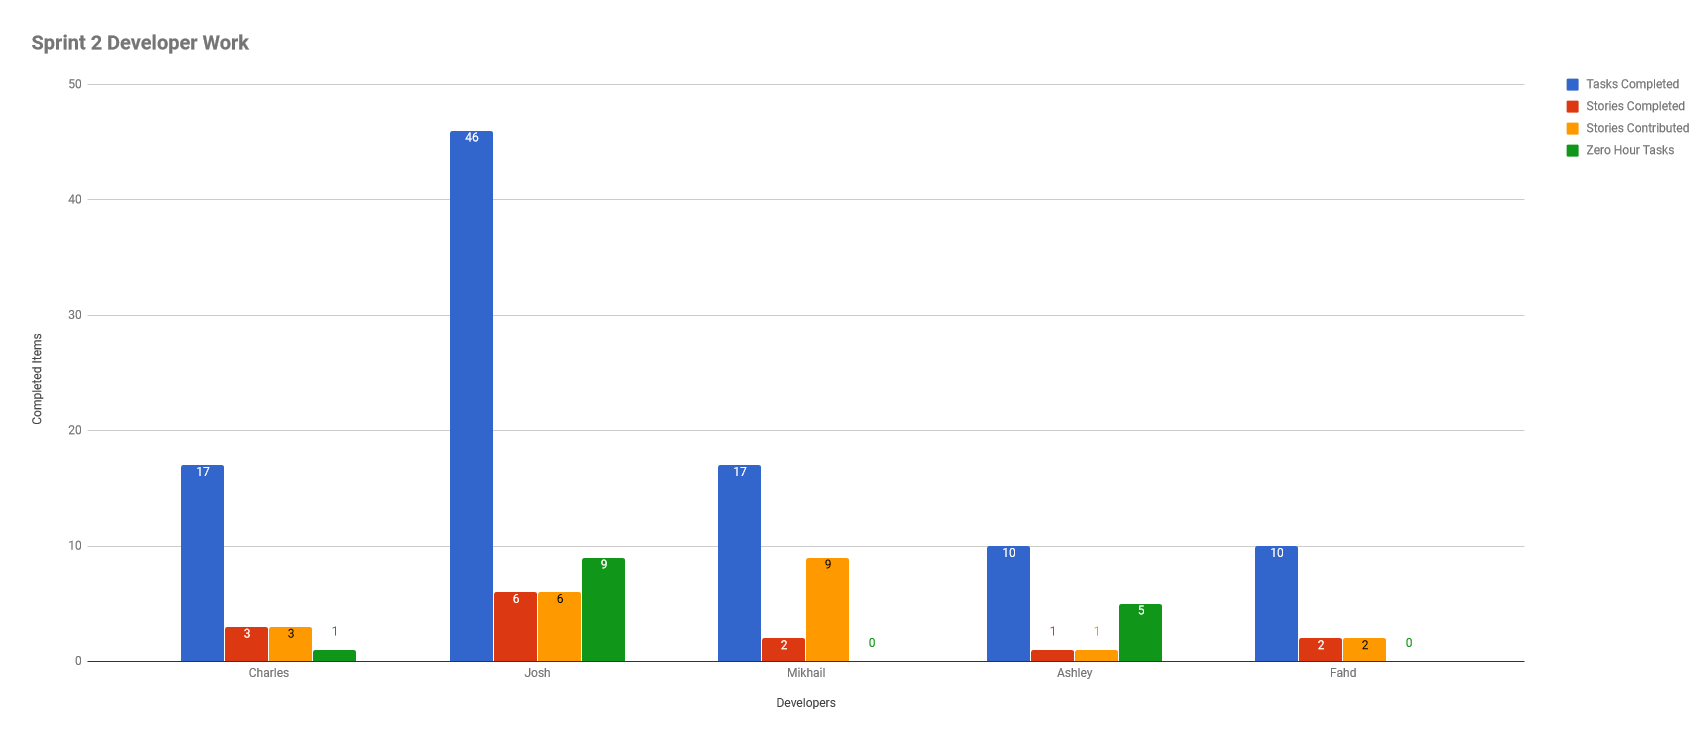 Sprint 2 Developer Work
50
40
30
20
10
0
Completed Items
Tasks Completed
Stories Completed
Stories Contributed
Zero Hour Tasks
17
3
3
1
46
6
6
9
17
2
9
0
10
1
1
5
10
2
2
0
Charles
Josh
Mikhail
Ashley
Fahd
Developers